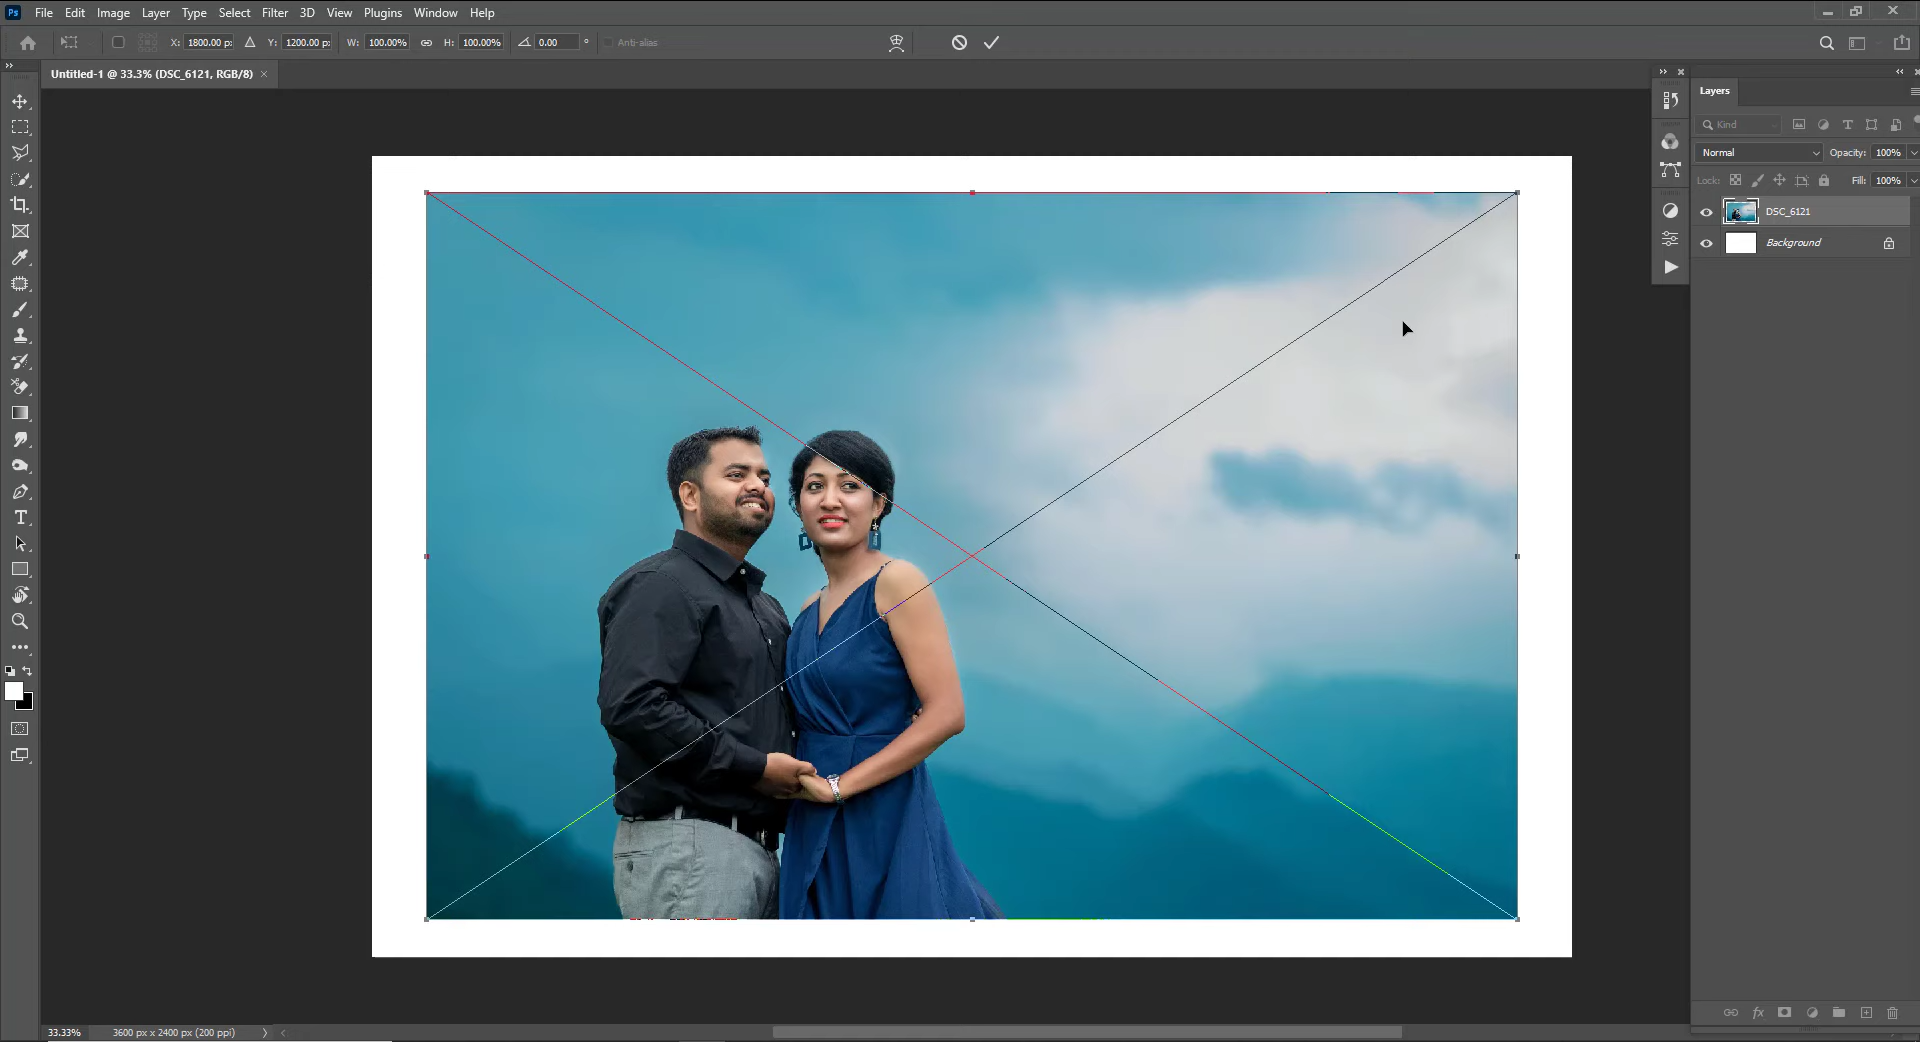 Ps File Edit Image Layer Type Select Filter 3D View Plugins Window Help
X: 1800.00 p: Y: 1200.00 p: W: 100.00% H: 100.00% 0.00 ° Anti-alias
Untitled-1 @ 33.3% (DSC_6121, RGB/8) ×
Layers
Kind
Normal Opacity: 100%
Lock: Fill: 100%
DSC_6121
Background
33.33% 3600 px x 2400 px (200 ppi)